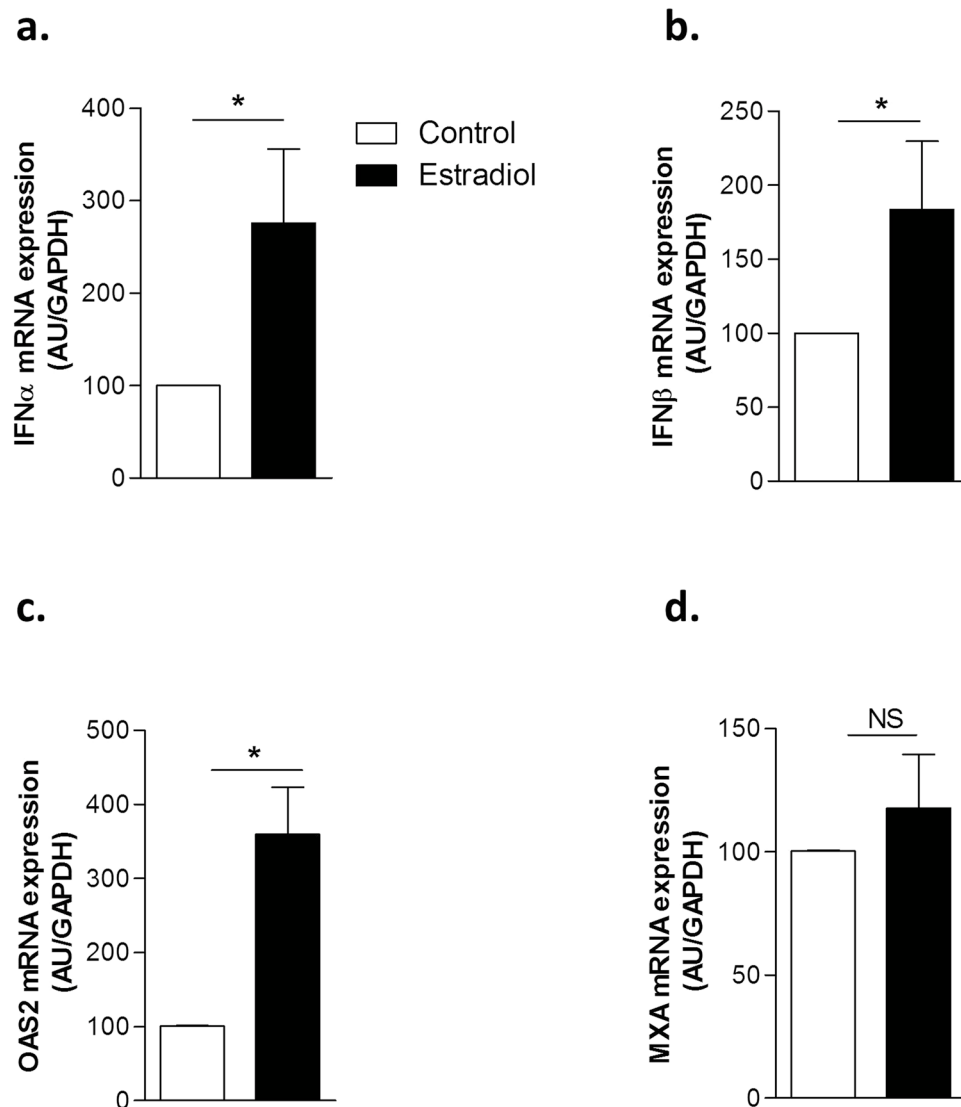 a.
IFNα mRNA expression
(AU/GAPDH)
400
300
200
100
0
*
Control
Estradiol
b.
IFNβ mRNA expression
(AU/GAPDH)
250
200
150
100
50
0
*
c.
OAS2 mRNA expression
(AU/GAPDH)
500
400
300
200
100
0
*
d.
MXA mRNA expression
(AU/GAPDH)
150
100
50
0
NS